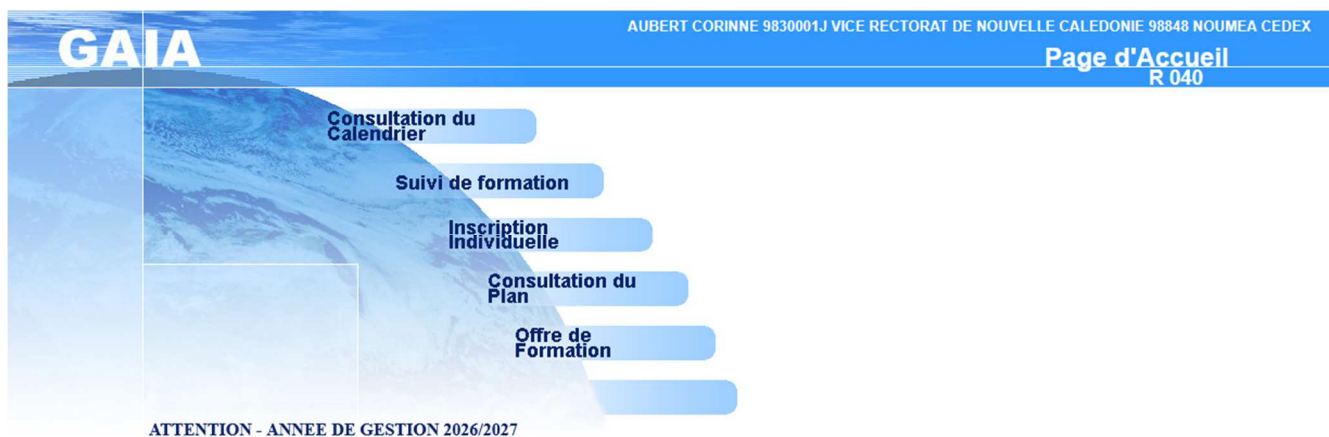 AUBERT CORINNE 9830001J VICE RECTORAT DE NOUVELLE CALEDONIE 98848 NOUMEA CEDEX
GAIA
Page d'Accueil
R 040
Consultation du
Calendrier
Suivi de formation
Inscription
Individuelle
Consultation du
Plan
Offre de
Formation
ATTENTION - ANNEE DE GESTION 2026/2027